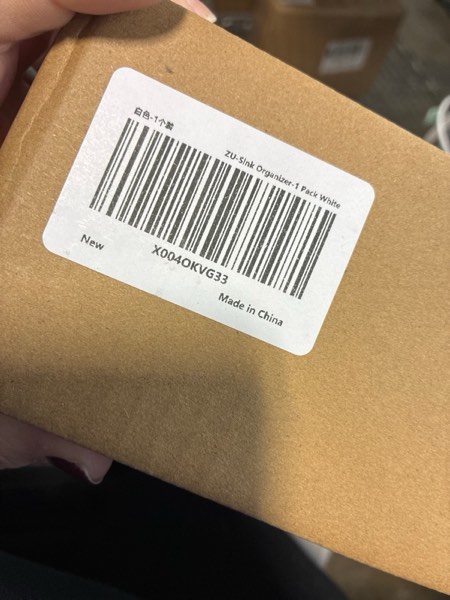 白色-1个装
ZU-Sink Organizer-1 Pack White
X004OKVG33
New
Made in China